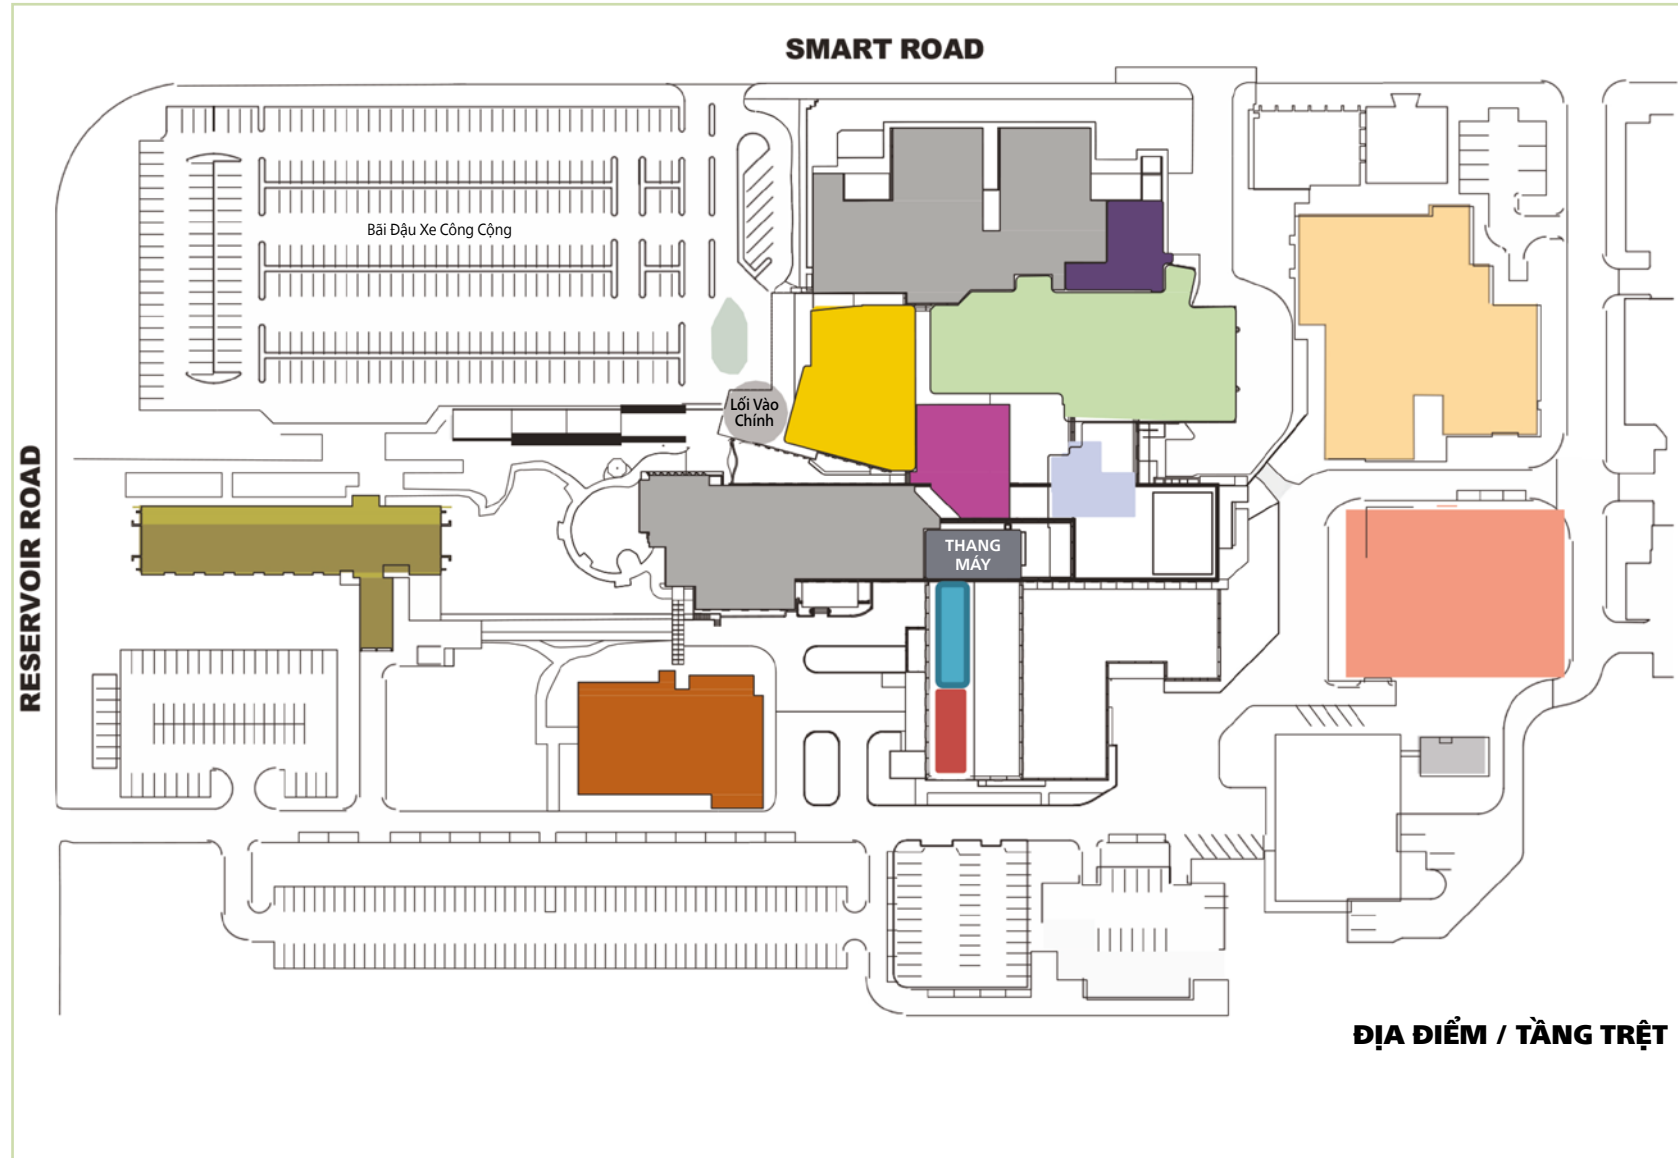 SMART ROAD
Bãi Đậu Xe Công Cộng
Lối Vào
Chính
RESERVOIR ROAD
THANG
MÁY
ĐỊA ĐIỂM / TẦNG TRỆT